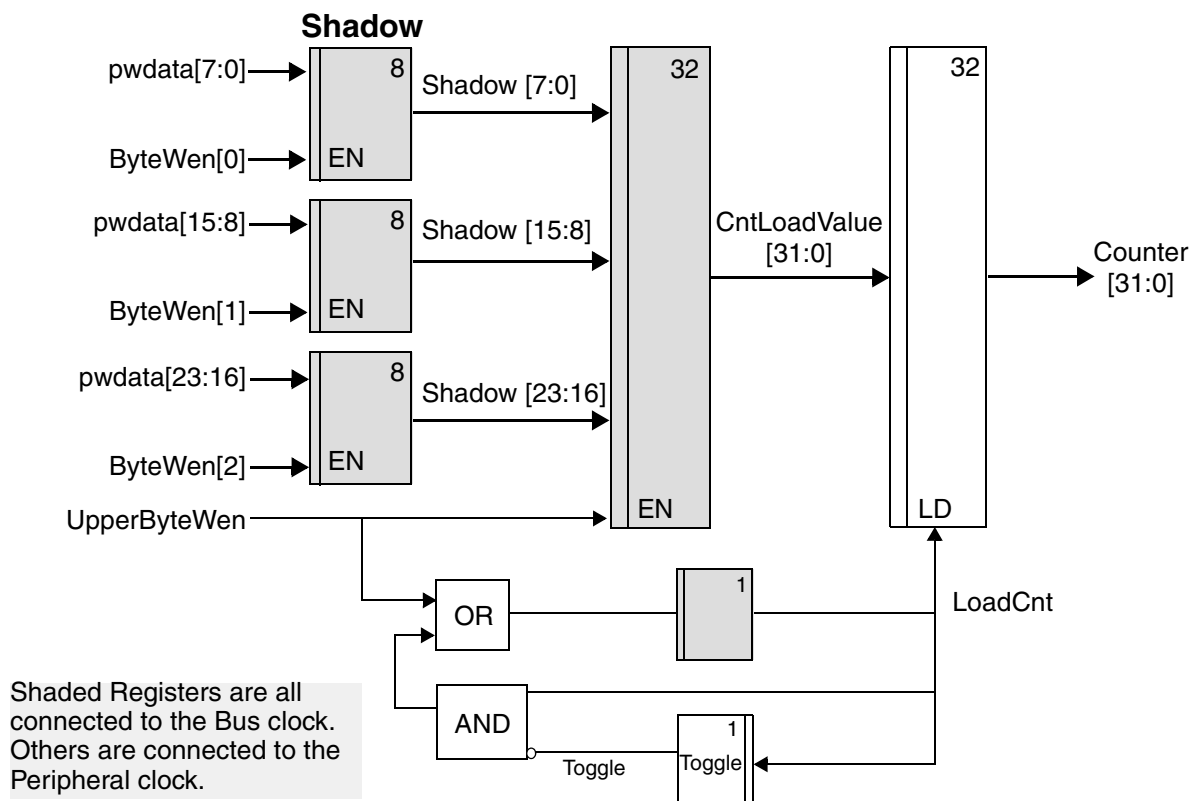 Shadow
pwdata[7:0]
8
Shadow [7:0]
32
32
ByteWen[0]
EN
pwdata[15:8]
8
Shadow [15:8]
CntLoadValue
[31:0]
Counter
[31:0]
ByteWen[1]
EN
pwdata[23:16]
8
Shadow [23:16]
ByteWen[2]
EN
UpperByteWen
EN
LD
OR
1
LoadCnt
AND
1
Toggle
Toggle
Shaded Registers are all
connected to the Bus clock.
Others are connected to the
Peripheral clock.